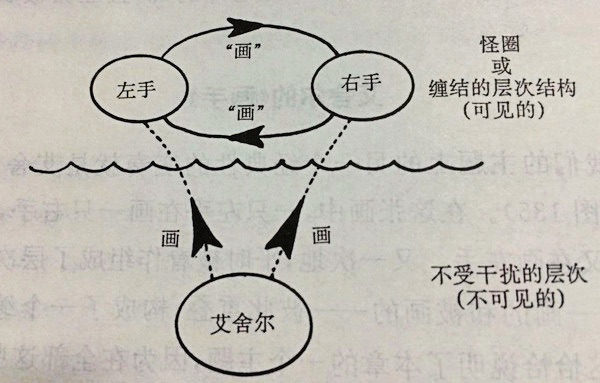 “画”
怪圈
或
缠结的层次结构
(可见的)
左手
右手
“画”
画
画
不受干扰的层次
(不可见的)
艾舍尔